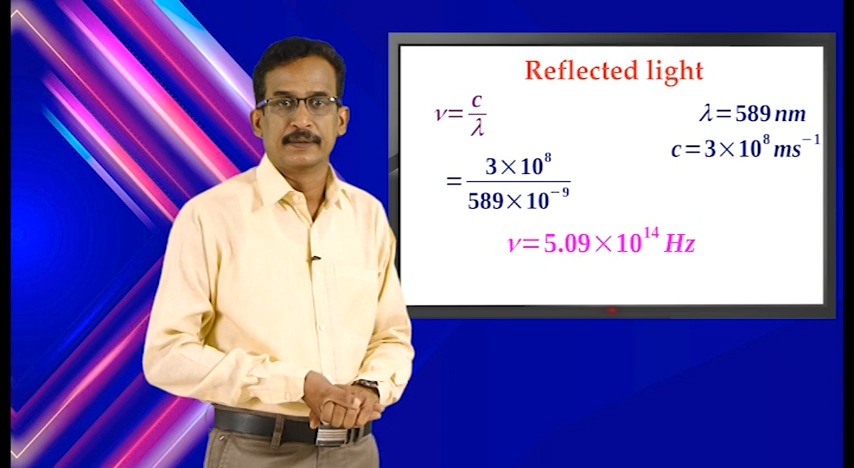 Reflected light
ν = c/λ
λ = 589 nm
c = 3×10⁸ ms⁻¹
= 3×10⁸ / 589×10⁻⁹
ν = 5.09×10¹⁴ Hz